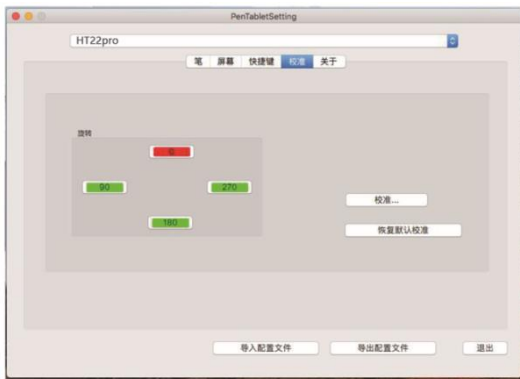 PenTabletSetting
HT22pro
笔 屏幕 快捷键 校准 关于
旋转
0
90 270
180
校准...
恢复默认校准
导入配置文件 导出配置文件 退出